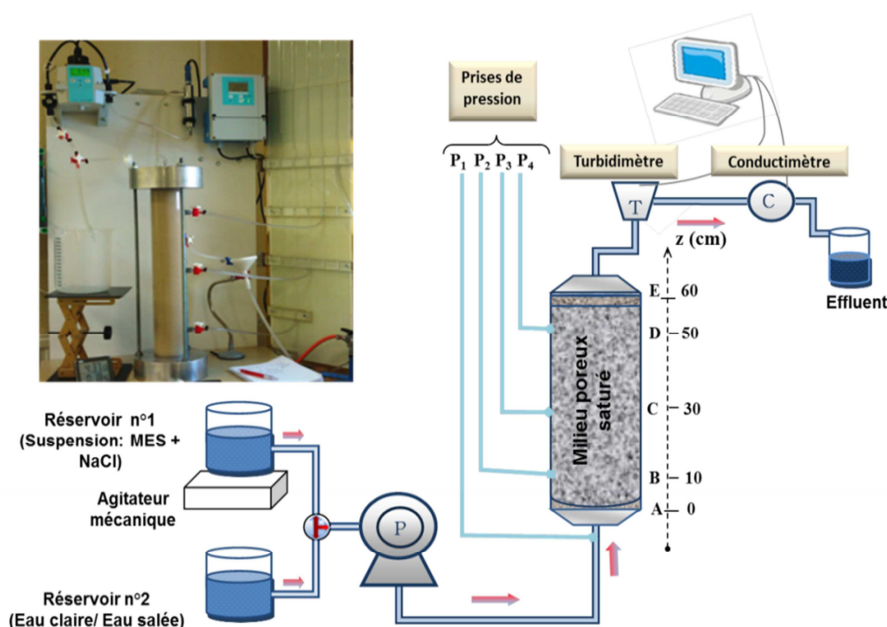 Prises de
pression
P1 P2 P3 P4
Turbidimètre
Conductimètre
T
C
z (cm)
Effluent
E 60
D 50
C 30
B 10
A 0
Milieu poreux
saturé
Réservoir n°1
(Suspension: MES +
NaCl)
Agitateur
mécanique
P
Réservoir n°2
(Eau claire/ Eau salée)